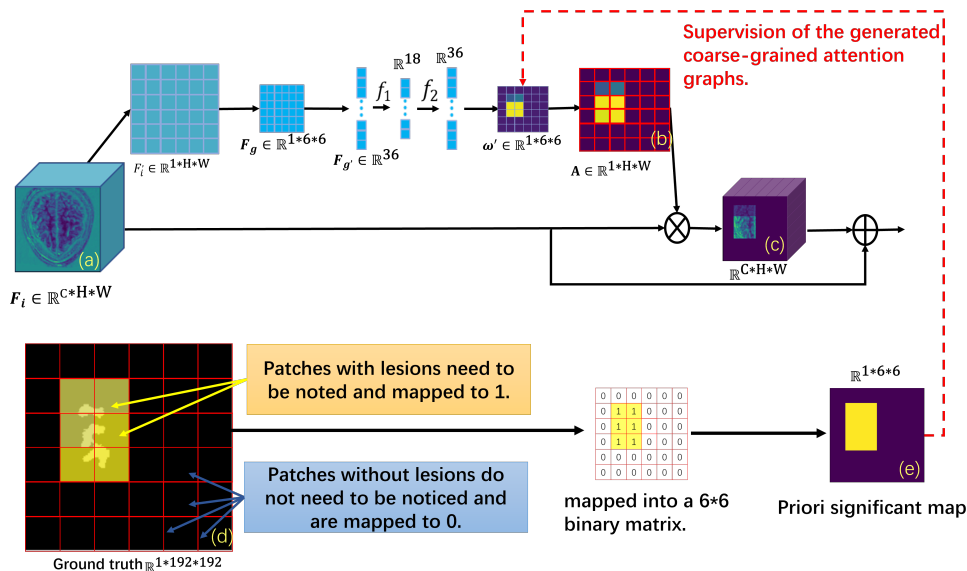 Supervision of the generated
coarse-grained attention
graphs.
ℝ¹⁸
ℝ³⁶
f₁
f₂
F_i′ ∈ ℝ¹*ᴴ*ᵂ
F_g ∈ ℝ¹*⁶*⁶
F_g′ ∈ ℝ³⁶
ω′ ∈ ℝ¹*⁶*⁶
(b)
A ∈ ℝ¹*ᴴ*ᵂ
(a)
(c)
F_i ∈ ℝᶜ*ᴴ*ᵂ
ℝᶜ*ᴴ*ᵂ
Patches with lesions need to
be noted and mapped to 1.
Patches without lesions do
not need to be noticed and
are mapped to 0.
(d)
Ground truth ℝ¹*¹⁹²*¹⁹²
0 0 0 0 0 0
0 1 1 0 0 0
0 1 1 0 0 0
0 1 1 0 0 0
0 0 0 0 0 0
0 0 0 0 0 0
mapped into a 6*6
binary matrix.
ℝ¹*⁶*⁶
(e)
Priori significant map